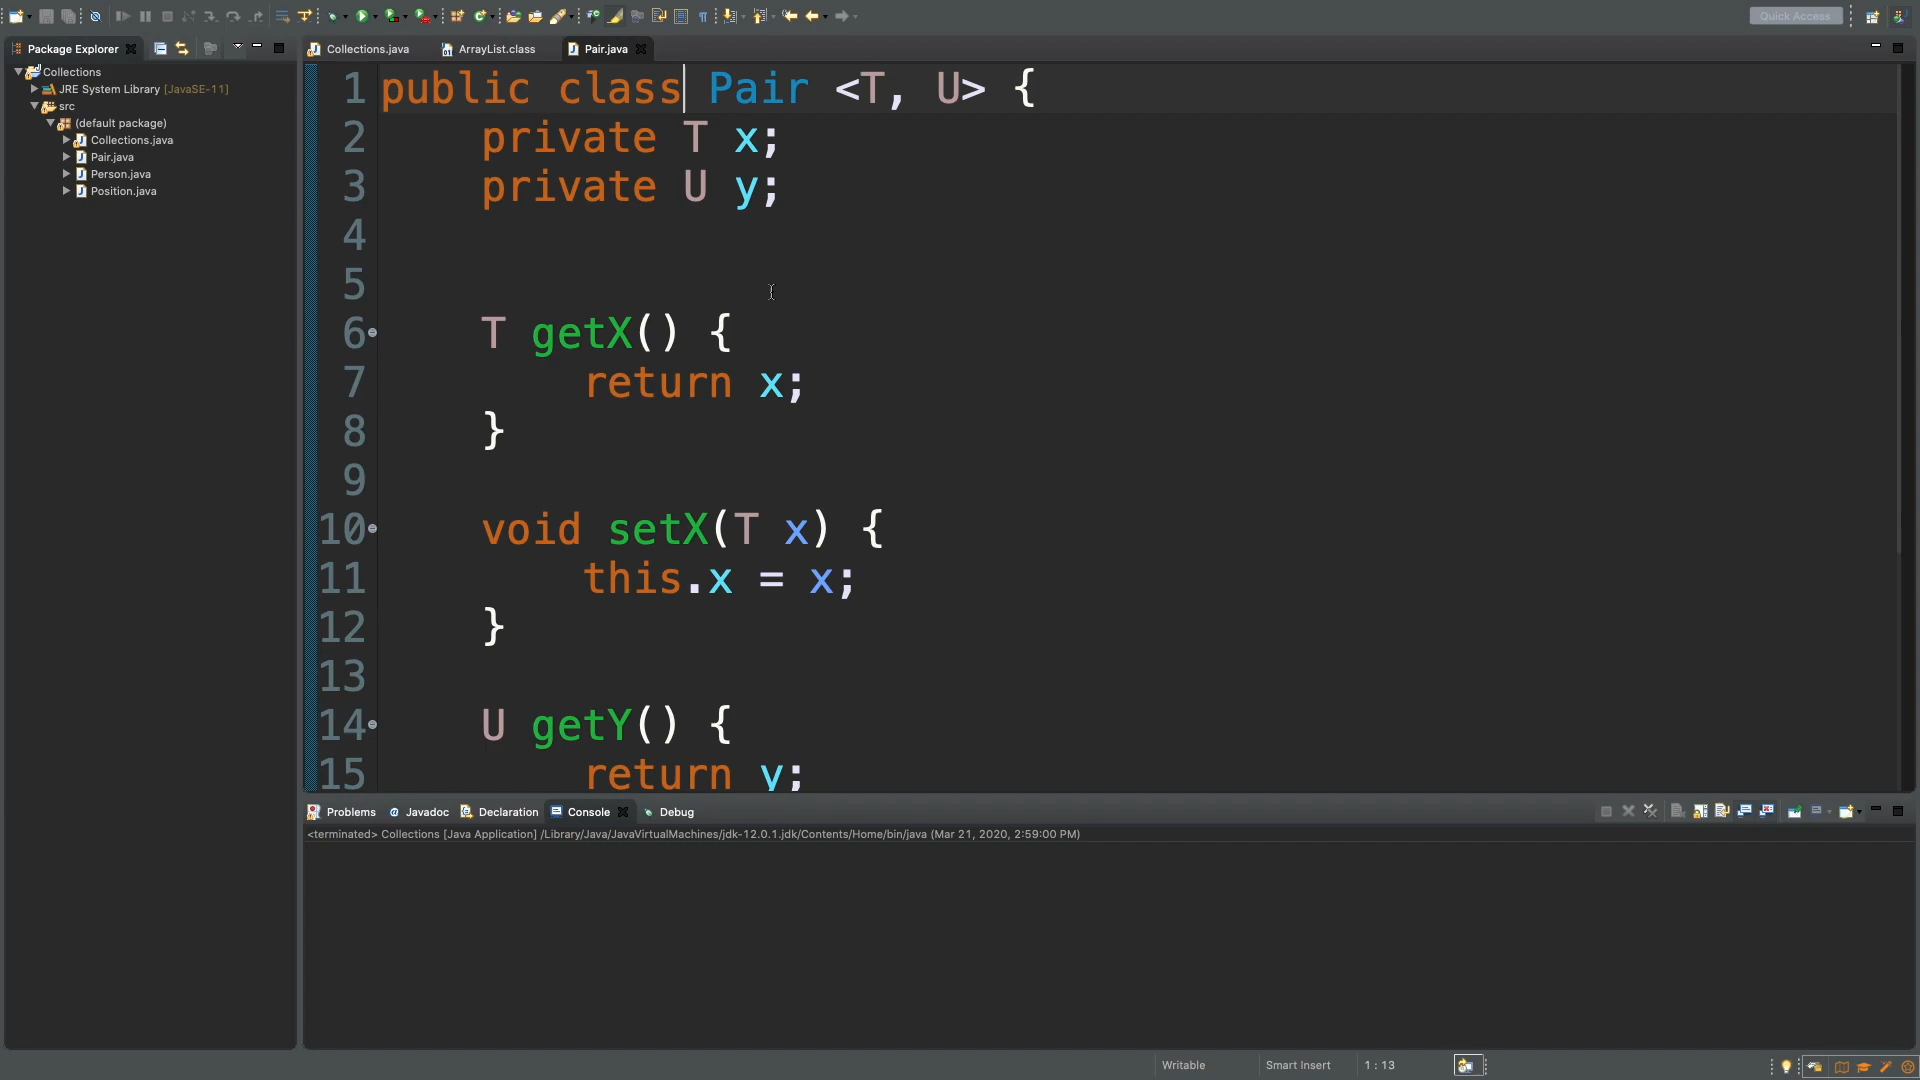 Quick Access
Package Explorer
Collections
JRE System Library [JavaSE-11]
src
(default package)
Collections.java
Pair.java
Person.java
Position.java
Collections.java
ArrayList.class
Pair.java
1 public class Pair <T, U> {
2 private T x;
3 private U y;
4
5
6 T getX() {
7 return x;
8 }
9
10 void setX(T x) {
11 this.x = x;
12 }
13
14 U getY() {
15 return y;
Problems
Javadoc
Declaration
Console
Debug
<terminated> Collections [Java Application] /Library/Java/JavaVirtualMachines/jdk-12.0.1.jdk/Contents/Home/bin/java (Mar 21, 2020, 2:59:00 PM)
Writable
Smart Insert
1 : 13